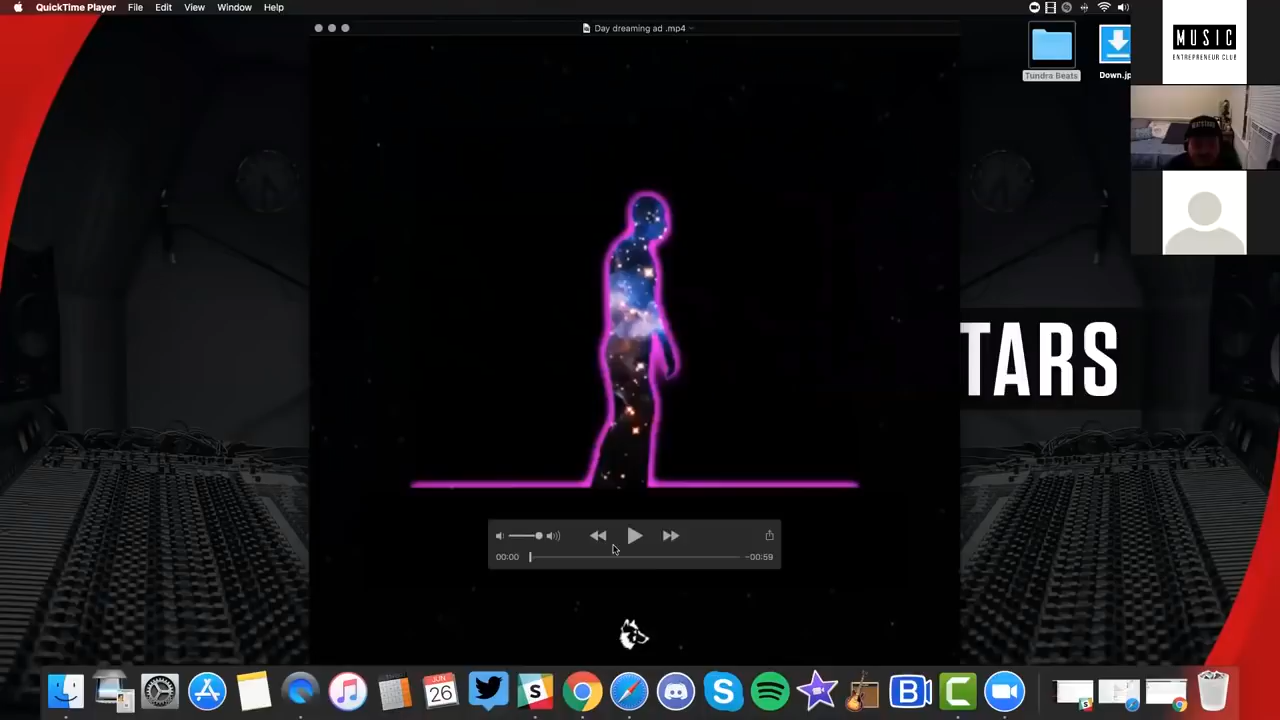 QuickTime Player File Edit View Window Help
Day dreaming ad .mp4
Tundra Beats
Down.jp
MUSIC
ENTREPRENEUR CLUB
TARS
00:00
-00:59
JUN
26